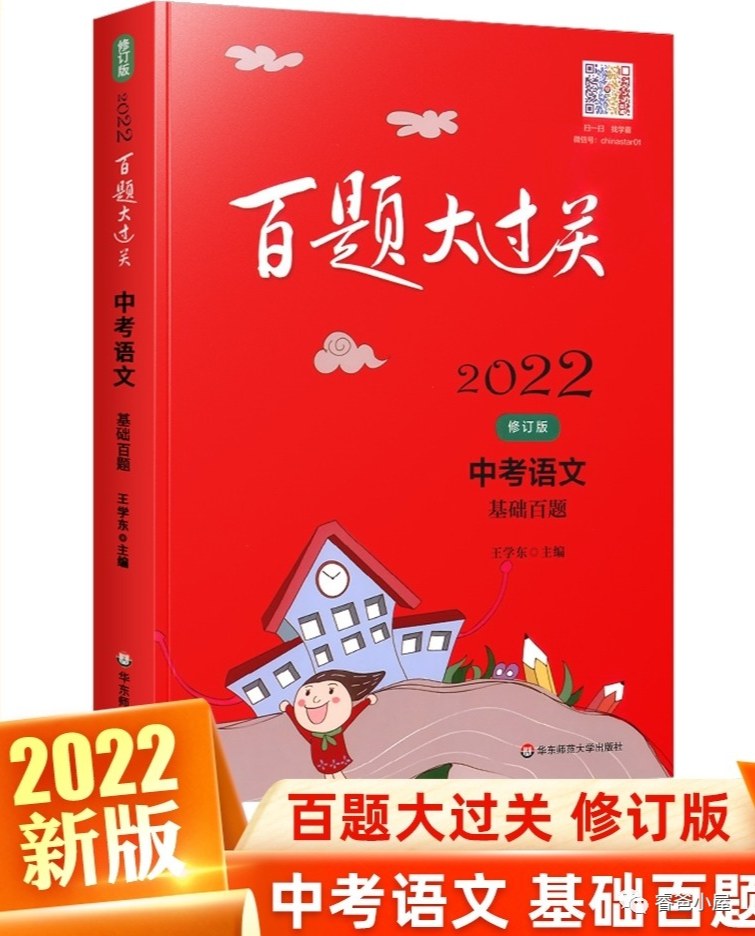 修订版
2022
百题大过关
中考语文
基础百题
王学东◎主编
华东师
扫一扫 我学霸
微信号：chinastar01
百题大过关
2022
修订版
中考语文
基础百题
王学东◎主编
华东师范大学出版社
2022
新版
百题大过关 修订版
中考语文 基础百题
睿爸小屋